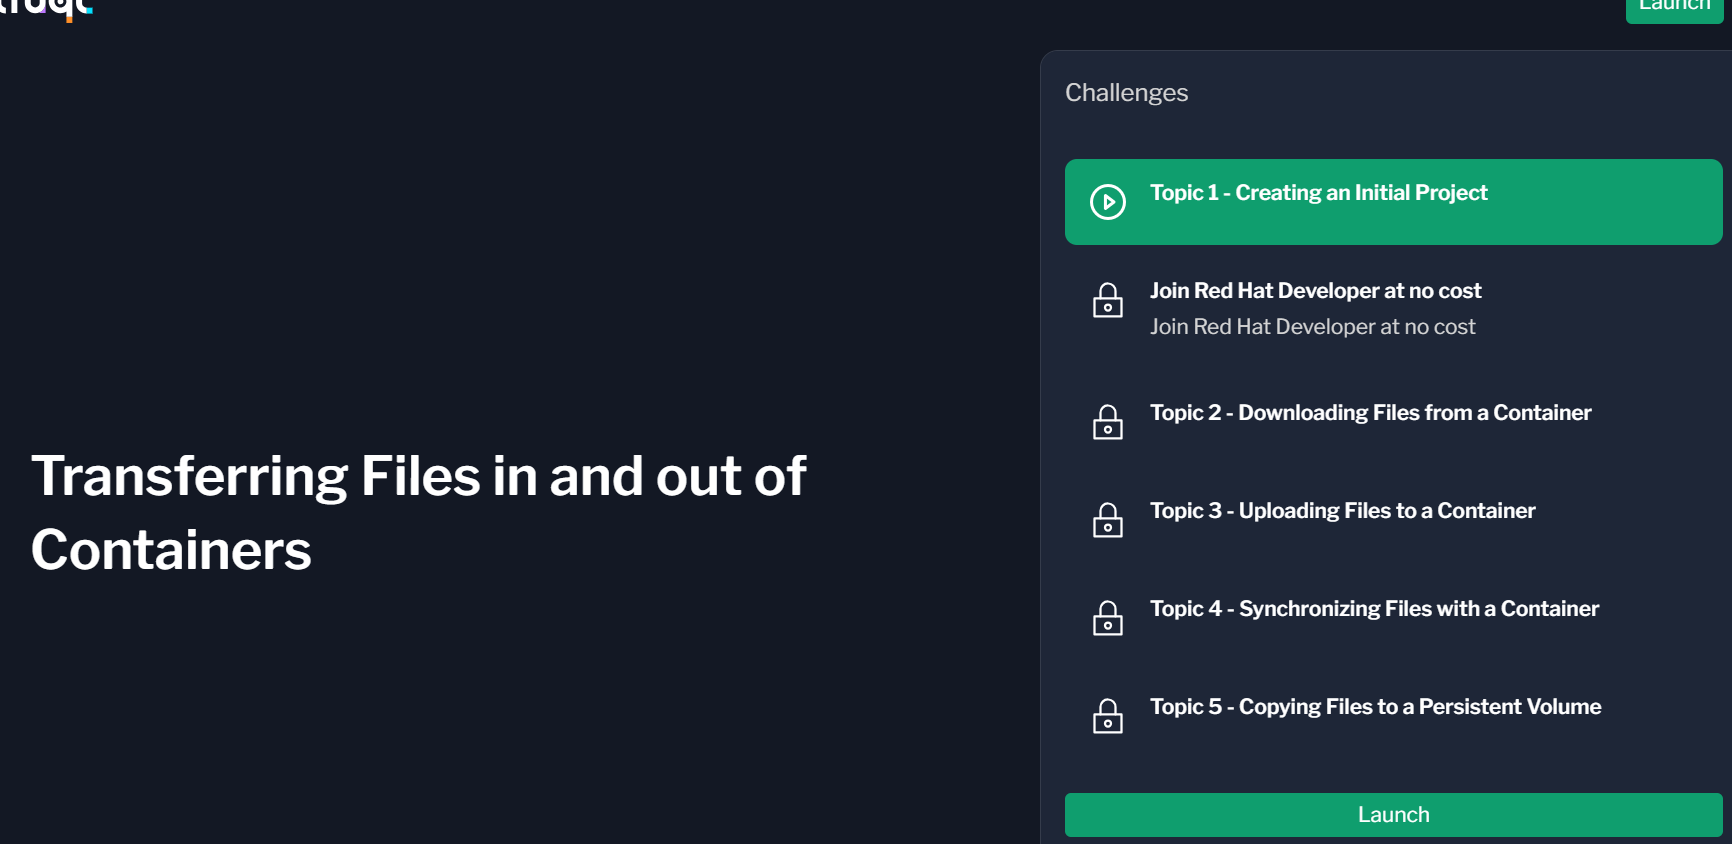 Launch
Challenges
Topic 1 - Creating an Initial Project
Join Red Hat Developer at no cost
Join Red Hat Developer at no cost
Topic 2 - Downloading Files from a Container
Topic 3 - Uploading Files to a Container
Topic 4 - Synchronizing Files with a Container
Topic 5 - Copying Files to a Persistent Volume
Launch
Transferring Files in and out of
Containers